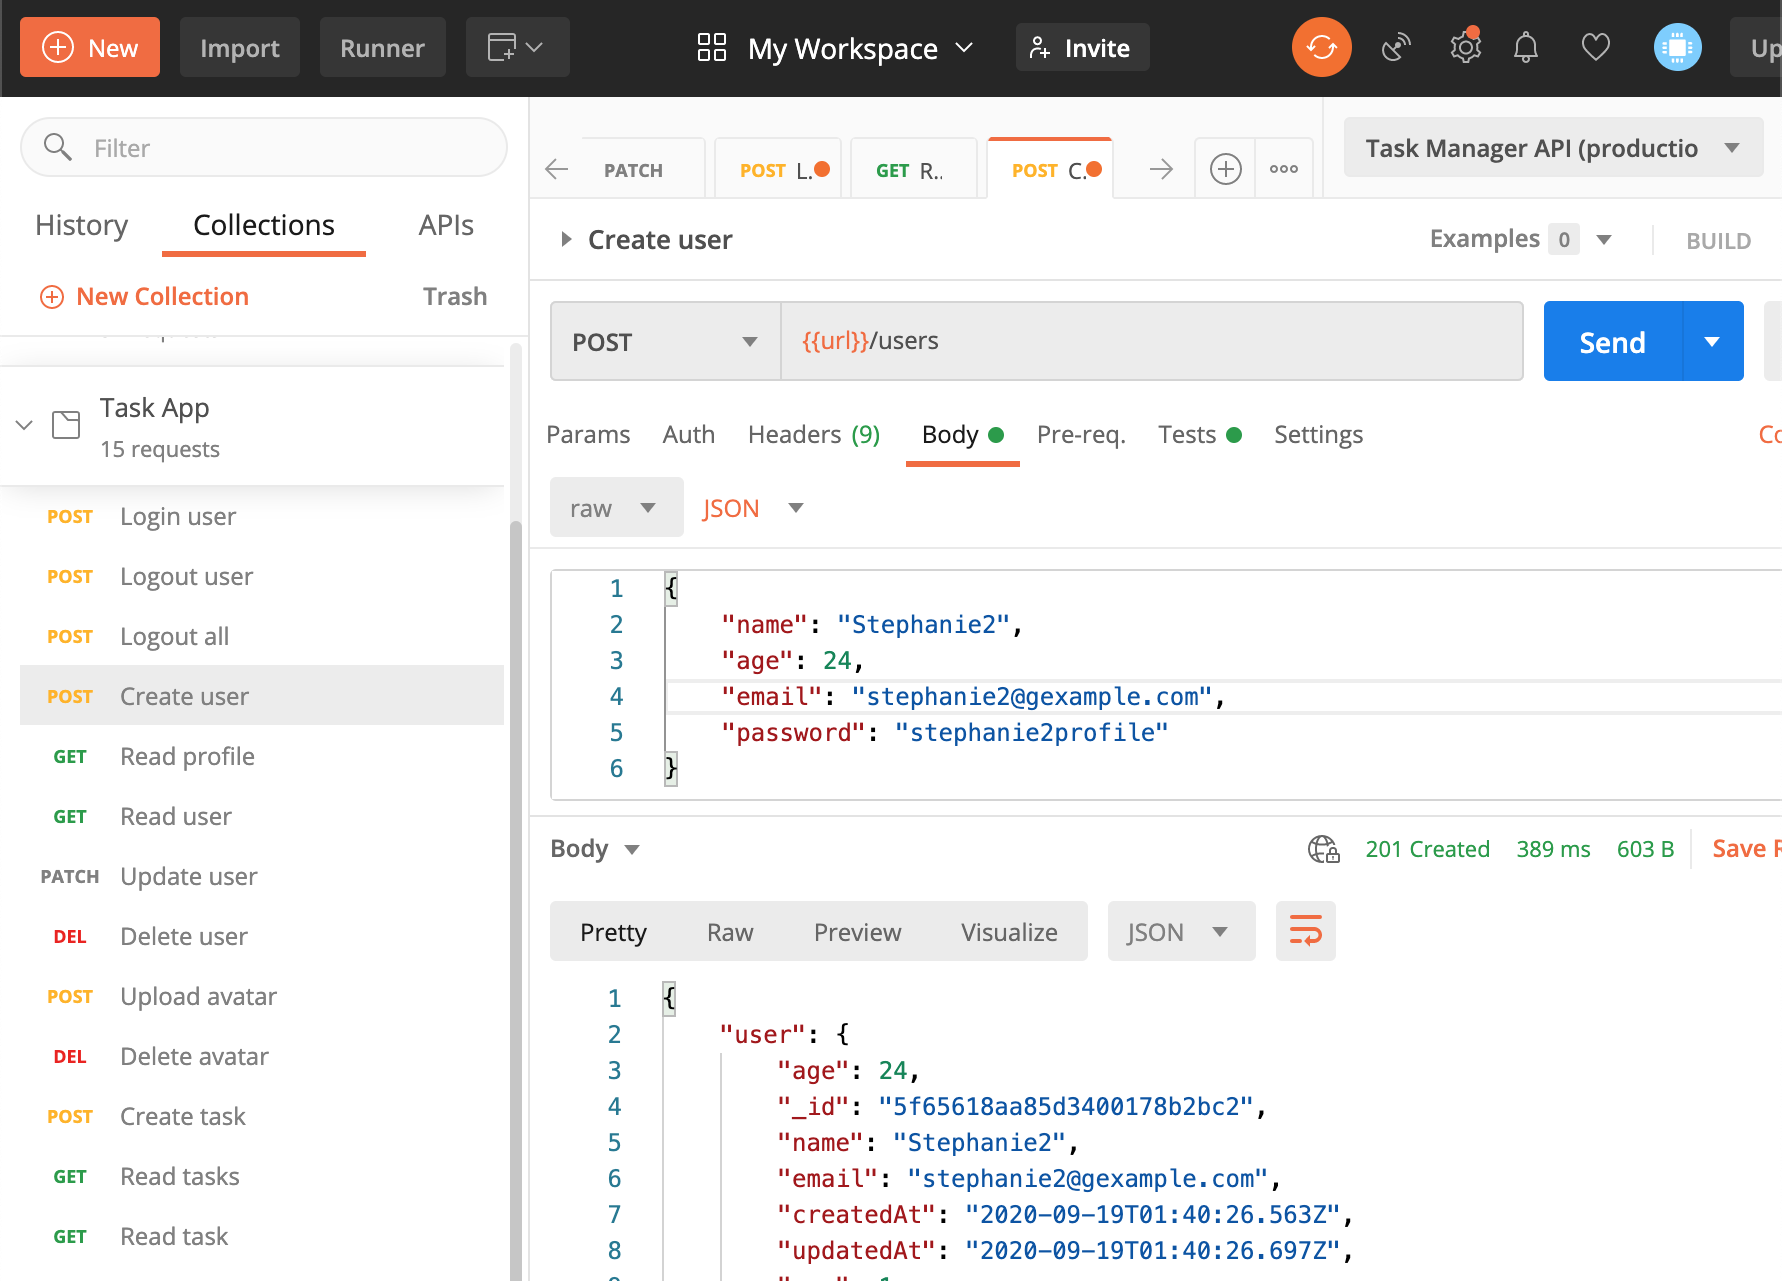 New
Import
Runner
My Workspace
Invite
Up
Filter
History
Collections
APIs
New Collection
Trash
Task App
15 requests
POST Login user
POST Logout user
POST Logout all
POST Create user
GET Read profile
GET Read user
PATCH Update user
DEL Delete user
POST Upload avatar
DEL Delete avatar
POST Create task
GET Read tasks
GET Read task
PATCH
POST L.
GET R..
POST C.
Task Manager API (productio
Create user
Examples 0
BUILD
POST
{{url}}/users
Send
Params
Auth
Headers (9)
Body
Pre-req.
Tests
Settings
Co
raw
JSON
1 {
2 "name": "Stephanie2",
3 "age": 24,
4 "email": "stephanie2@gexample.com",
5 "password": "stephanie2profile"
6 }
Body
201 Created
389 ms
603 B
Save R
Pretty
Raw
Preview
Visualize
JSON
1 {
2 "user": {
3 "age": 24,
4 "_id": "5f65618aa85d3400178b2bc2",
5 "name": "Stephanie2",
6 "email": "stephanie2@gexample.com",
7 "createdAt": "2020-09-19T01:40:26.563Z",
8 "updatedAt": "2020-09-19T01:40:26.697Z",